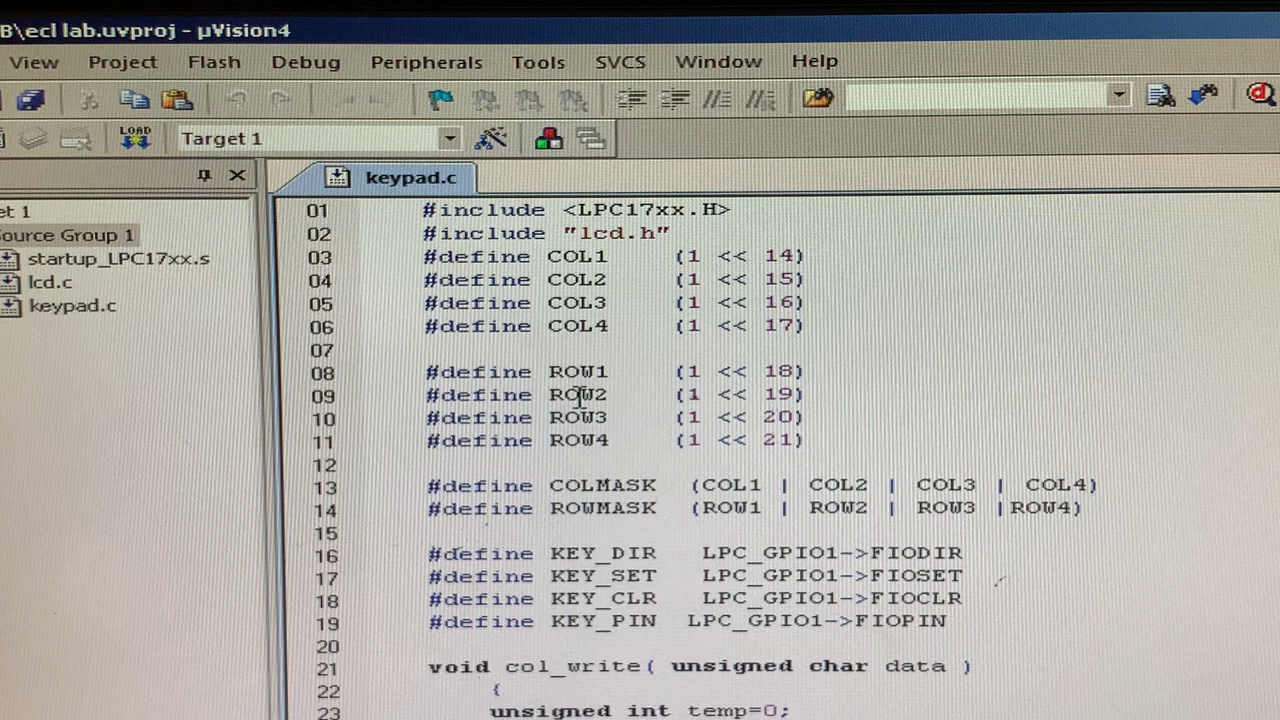 B\ecl lab.uvproj - µVision4
View Project Flash Debug Peripherals Tools SVCS Window Help
LOAD Target 1
keypad.c
et 1
ource Group 1
startup_LPC17xx.s
lcd.c
keypad.c
01 #include <LPC17xx.H>
02 #include "lcd.h"
03 #define COL1 (1 << 14)
04 #define COL2 (1 << 15)
05 #define COL3 (1 << 16)
06 #define COL4 (1 << 17)
07
08 #define ROW1 (1 << 18)
09 #define ROW2 (1 << 19)
10 #define ROW3 (1 << 20)
11 #define ROW4 (1 << 21)
12
13 #define COLMASK (COL1 | COL2 | COL3 | COL4)
14 #define ROWMASK (ROW1 | ROW2 | ROW3 |ROW4)
15
16 #define KEY_DIR LPC_GPIO1->FIODIR
17 #define KEY_SET LPC_GPIO1->FIOSET
18 #define KEY_CLR LPC_GPIO1->FIOCLR
19 #define KEY_PIN LPC_GPIO1->FIOPIN
20
21 void col_write( unsigned char data )
22 {
23 unsigned int temp=0;